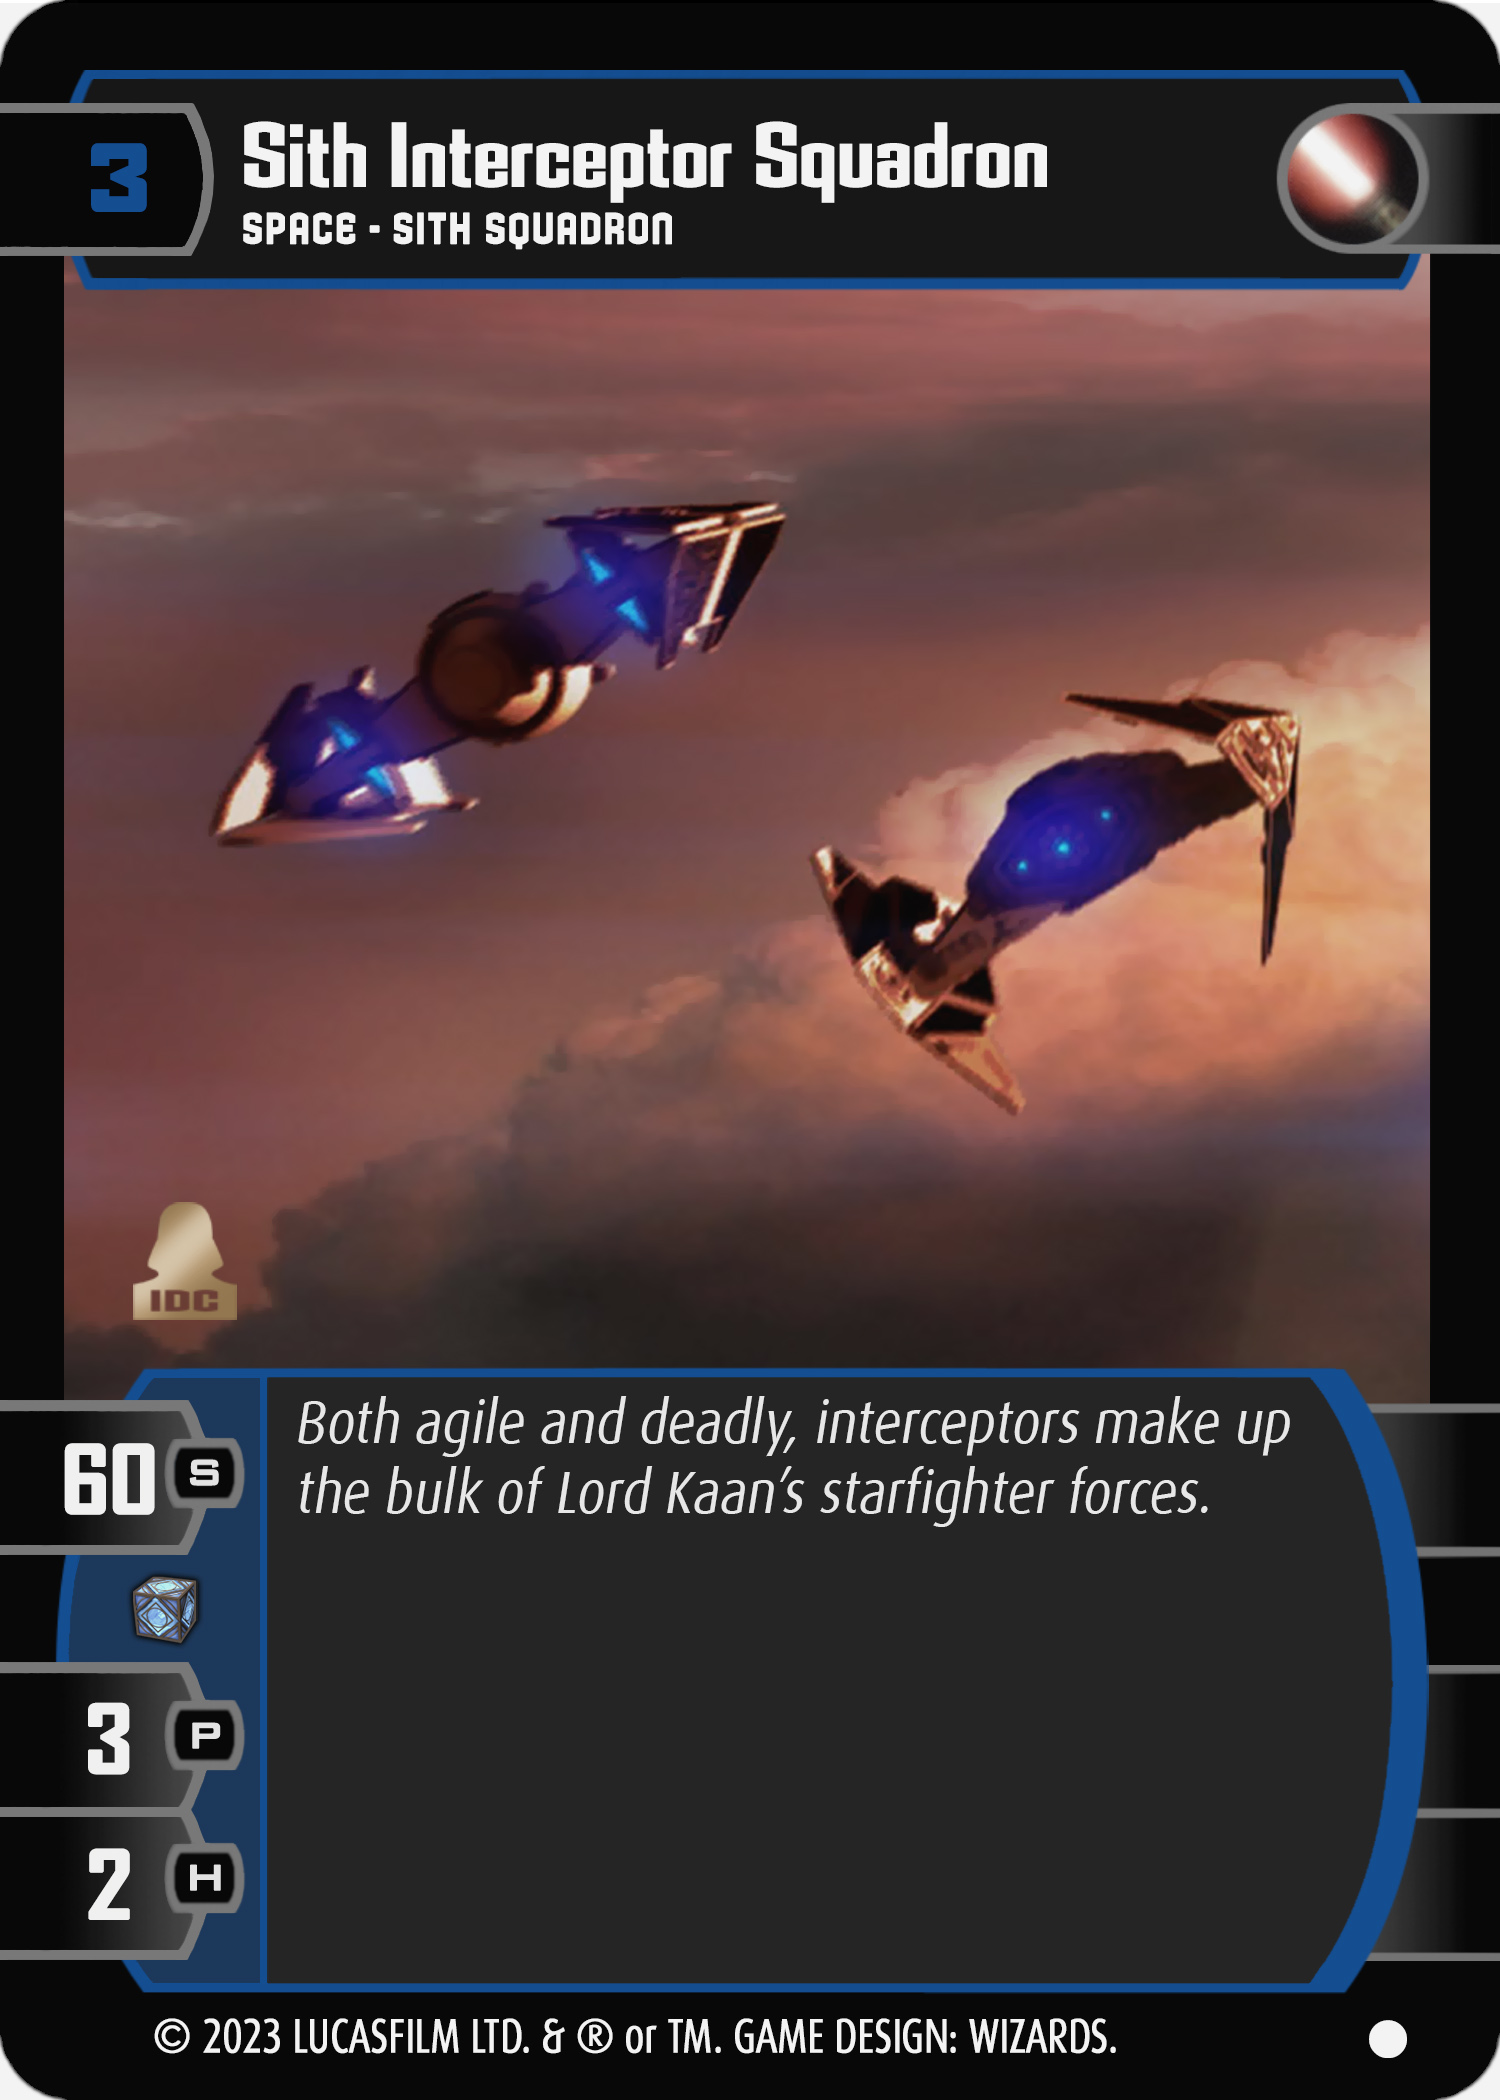 3
Sith Interceptor Squadron
SPACE - SITH SQUADRON
IDC
60 S
Both agile and deadly, interceptors make up
the bulk of Lord Kaan's starfighter forces.
3 P
2 H
© 2023 LUCASFILM LTD. & ® or TM. GAME DESIGN: WIZARDS.